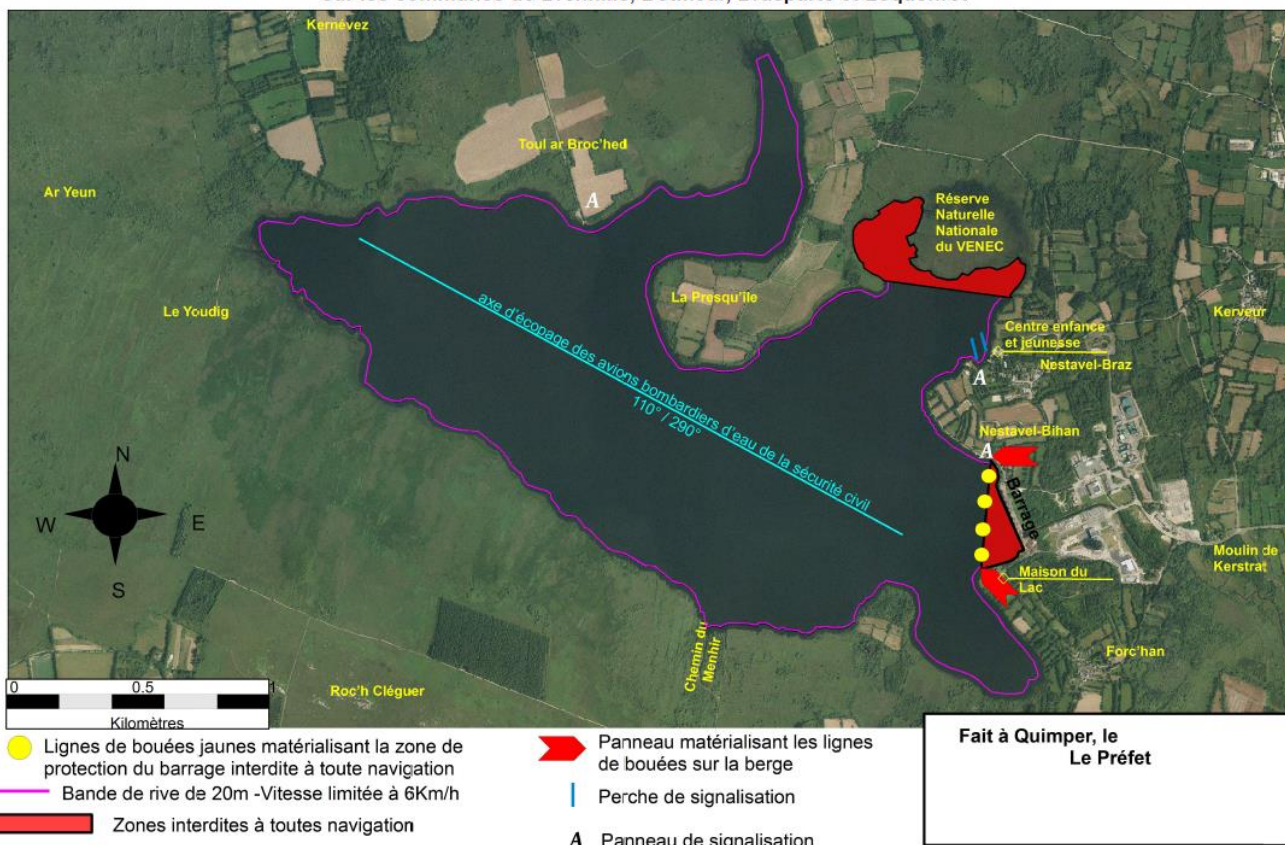 Kernévez
Toul ar Broc'hed
Ar Yeun
A
Réserve
Naturelle
Nationale
du VENEC
La Presqu'île
Le Youdig
Kerveur
Centre enfance
et jeunesse
Nestavel-Braz
A
axe d'écopage des avions bombardiers d'eau de la sécurité civil
110° / 290°
Nestavel-Bihan
A
Barrage
N
W
E
S
Moulin de
Kerstrat
Maison du
Lac
Chemin du
Menhir
Forc'han
Roc'h Cléguer
0 0.5 1
Kilomètres
Lignes de bouées jaunes matérialisant la zone de
protection du barrage interdite à toute navigation
Bande de rive de 20m -Vitesse limitée à 6Km/h
Zones interdites à toutes navigation
Panneau matérialisant les lignes
de bouées sur la berge
Perche de signalisation
A Panneau de signalisation
Fait à Quimper, le
Le Préfet